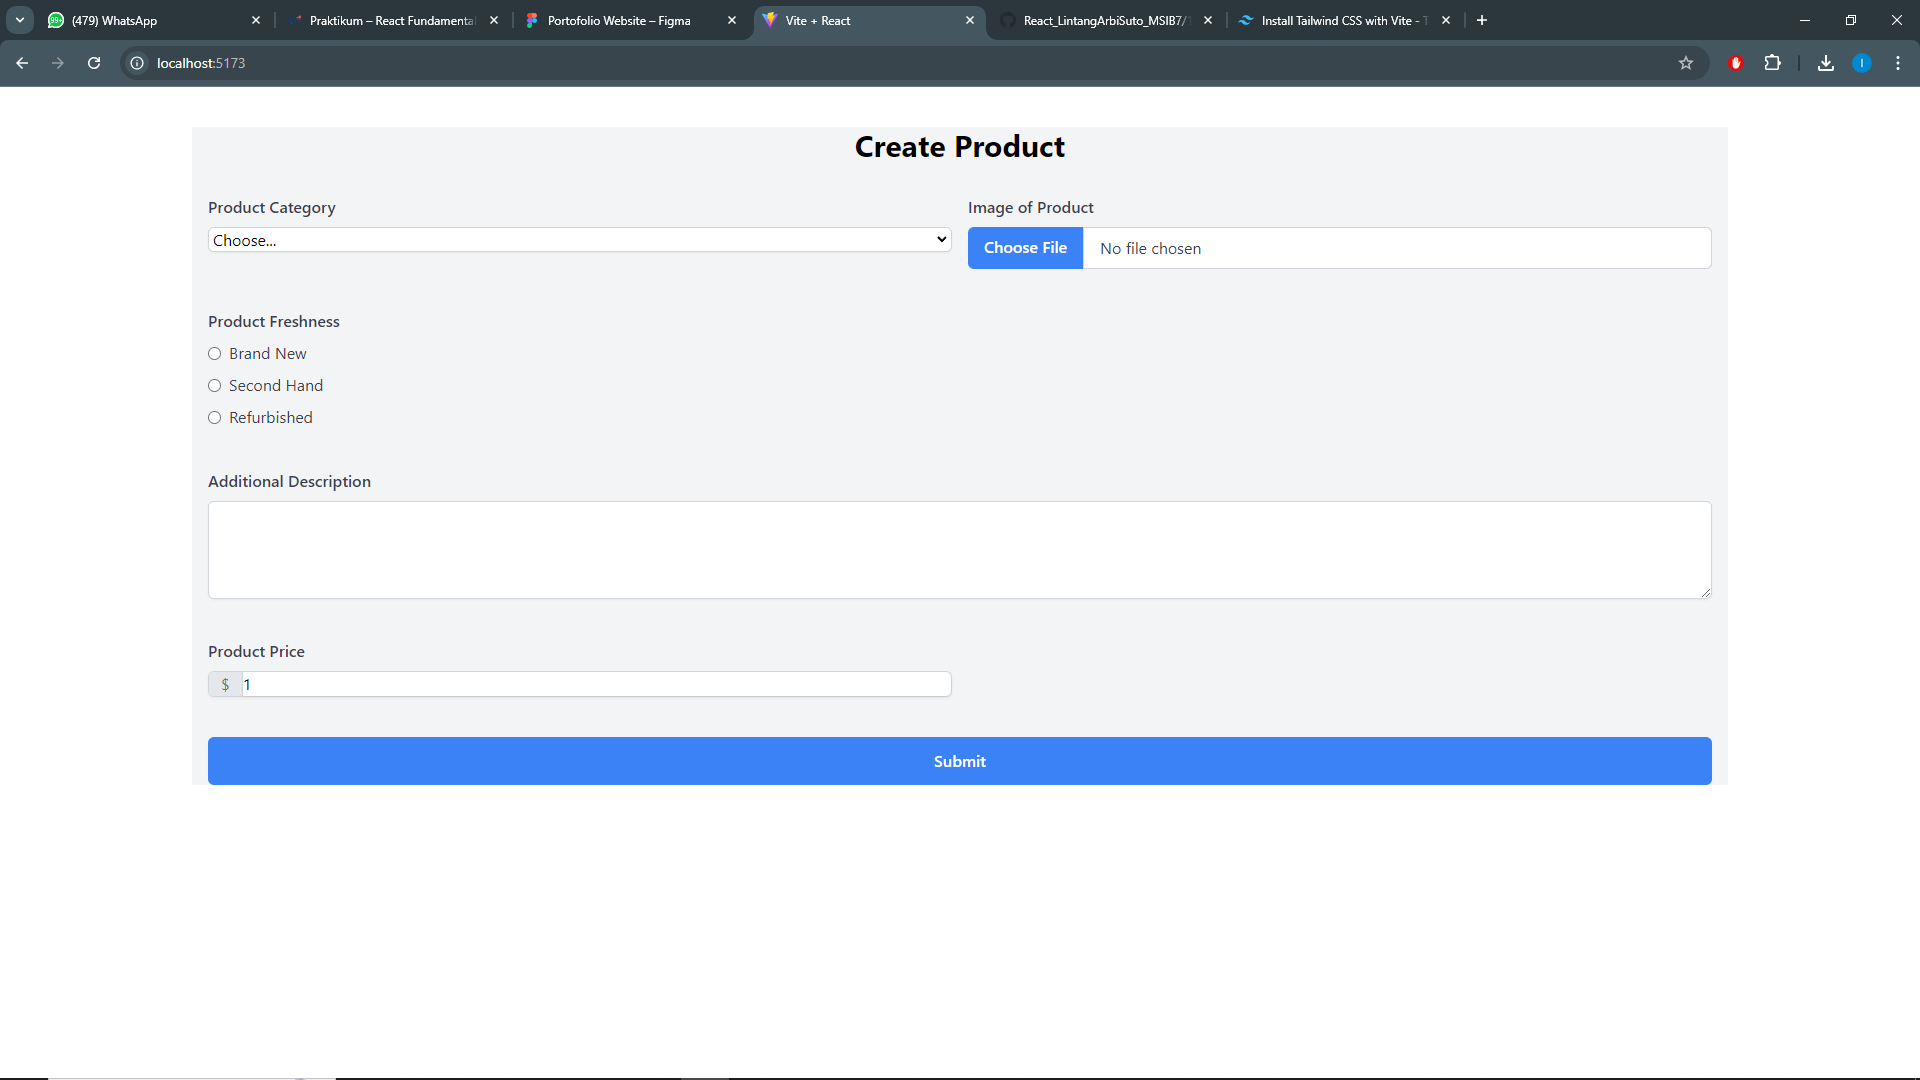 (479) WhatsApp
Praktikum – React Fundamenta
Portofolio Website – Figma
Vite + React
React_LintangArbiSuto_MSIB7/
Install Tailwind CSS with Vite - T
localhost:5173
Create Product
Product Category
Image of Product
Choose...
Choose File
No file chosen
Product Freshness
Brand New
Second Hand
Refurbished
Additional Description
Product Price
$
1
Submit